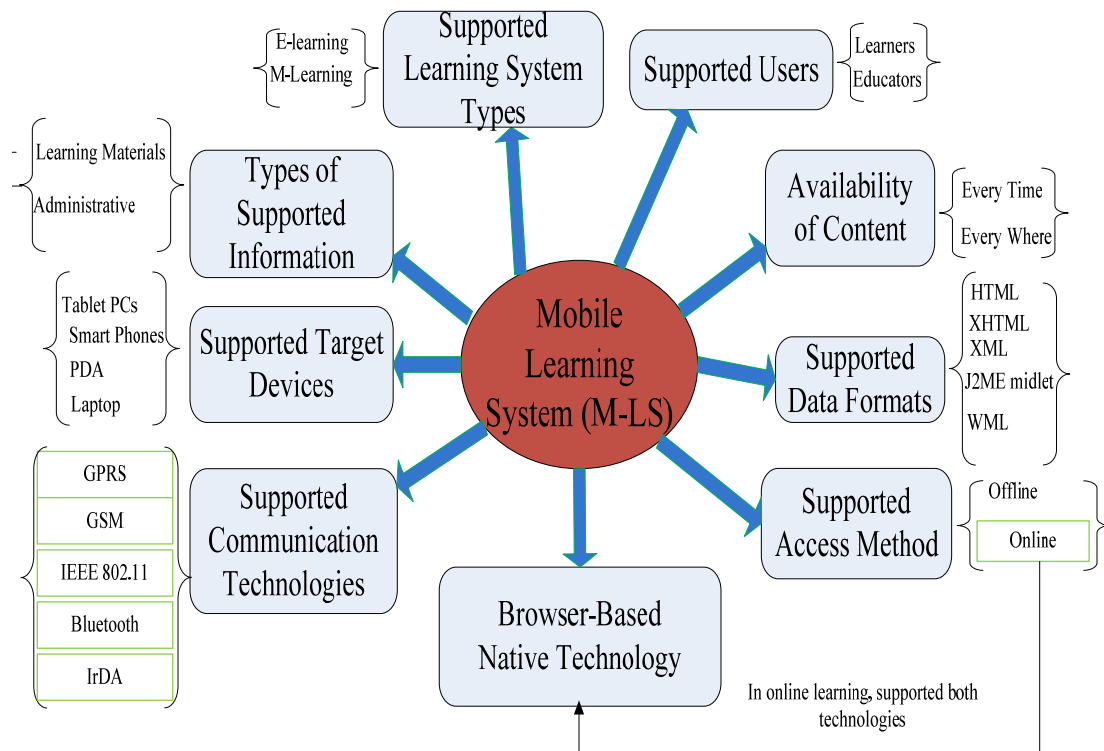 E-learning
M-Learning
Supported
Learning System
Types
Supported Users
Learners
Educators
Learning Materials
Administrative
Types of
Supported
Information
Availability
of Content
Every Time
Every Where
Tablet PCs
Smart Phones
PDA
Laptop
Supported Target
Devices
Mobile
Learning
System (M-LS)
Supported
Data Formats
HTML
XHTML
XML
J2ME midlet
WML
GPRS
GSM
IEEE 802.11
Bluetooth
IrDA
Supported
Communication
Technologies
Supported
Access Method
Offline
Online
Browser-Based
Native Technology
In online learning, supported both
technologies